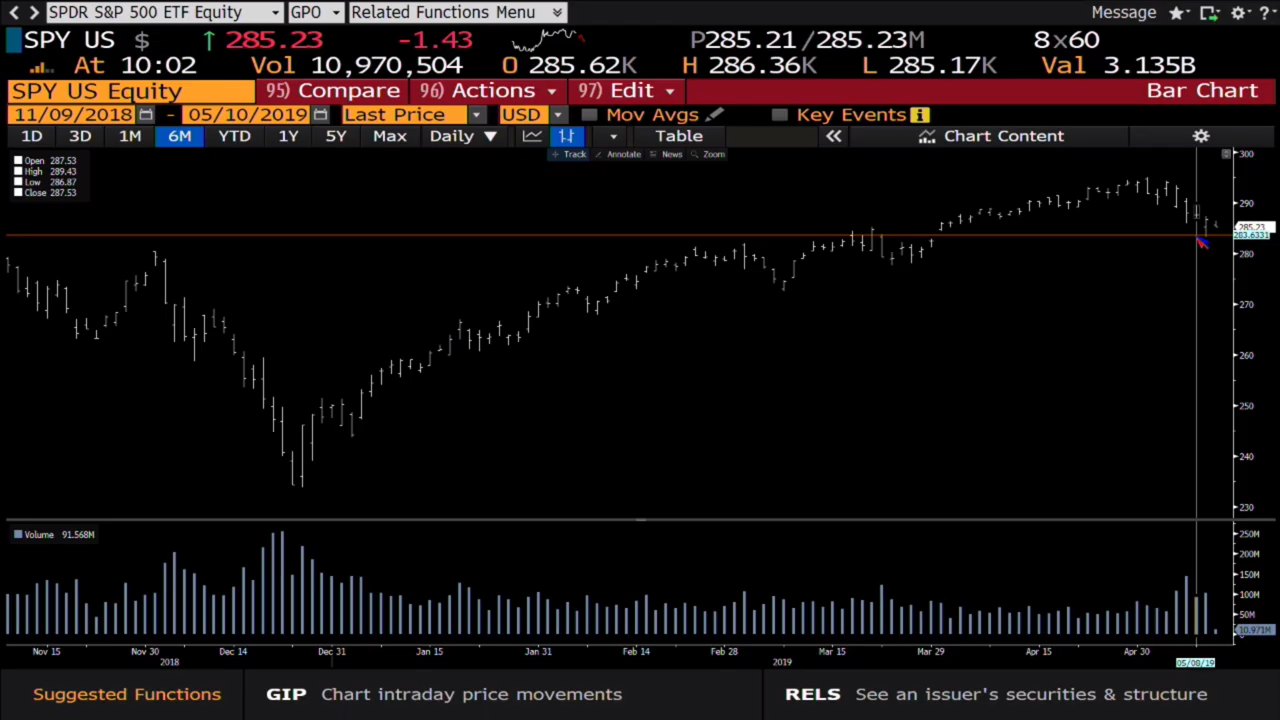 SPDR S&P 500 ETF Equity GPO Related Functions Menu Message ?
SPY US $ ↑ 285.23 -1.43 P285.21/285.23M 8x60
At 10:02 Vol 10,970,504 O 285.62K H 286.36K L 285.17K Val 3.135B
SPY US Equity 95) Compare 96) Actions 97) Edit Bar Chart
11/09/2018 - 05/10/2019 Last Price USD Mov Avgs Key Events i
1D 3D 1M 6M YTD 1Y 5Y Max Daily ▼ Table « Chart Content
Track Annotate News Zoom
Open 287.53
High 289.43
Low 286.87
Close 287.53
300
290
285.23
283.6331
280
270
260
250
240
230
Volume 91.568M
250M
200M
150M
100M
50M
10.971M
0
Nov 15 Nov 30 Dec 14 Dec 31 Jan 15 Jan 31 Feb 14 Feb 28 Mar 15 Mar 29 Apr 15 Apr 30
2018 2019 05/08/19
Suggested Functions GIP Chart intraday price movements RELS See an issuer's securities & structure